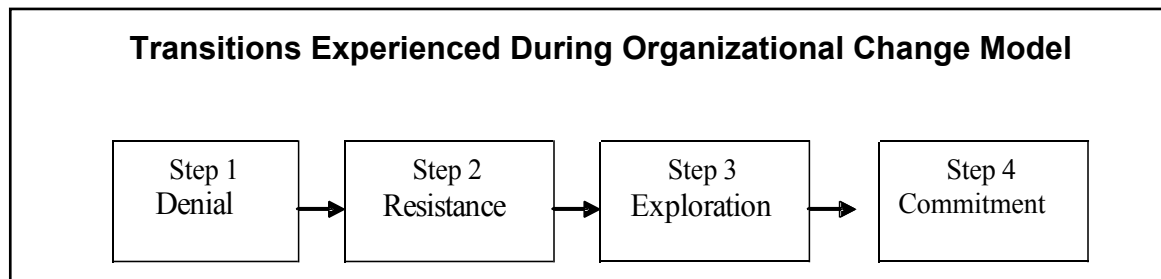 Transitions Experienced During Organizational Change Model
Step 1
Denial
Step 2
Resistance
Step 3
Exploration
Step 4
Commitment